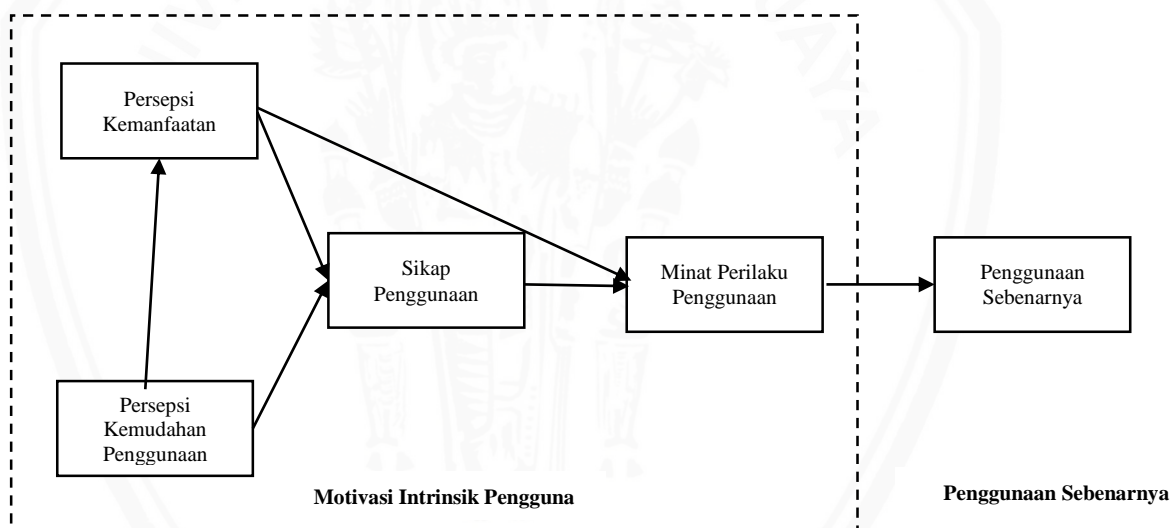 Persepsi
Kemanfaatan
Sikap
Penggunaan
Minat Perilaku
Penggunaan
Penggunaan
Sebenarnya
Persepsi
Kemudahan
Penggunaan
Motivasi Intrinsik Pengguna
Penggunaan Sebenarnya